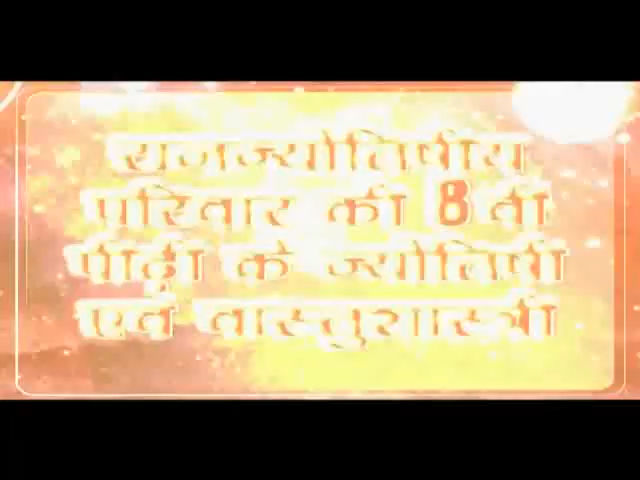 राजज्योतिषीय
परिवार की 8 वी
पीढ़ी के ज्योतिषी
एवं वास्तुशास्त्री